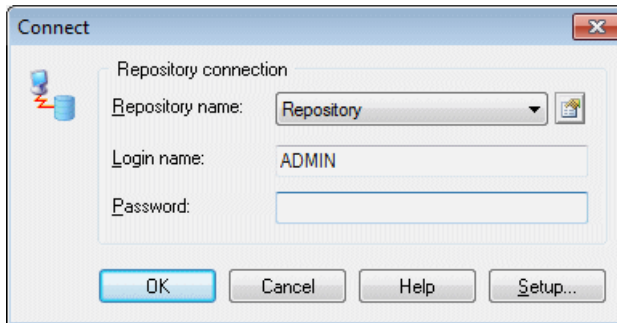 Connect
Repository connection
Repository name: Repository
Login name: ADMIN
Password:
OK Cancel Help Setup...